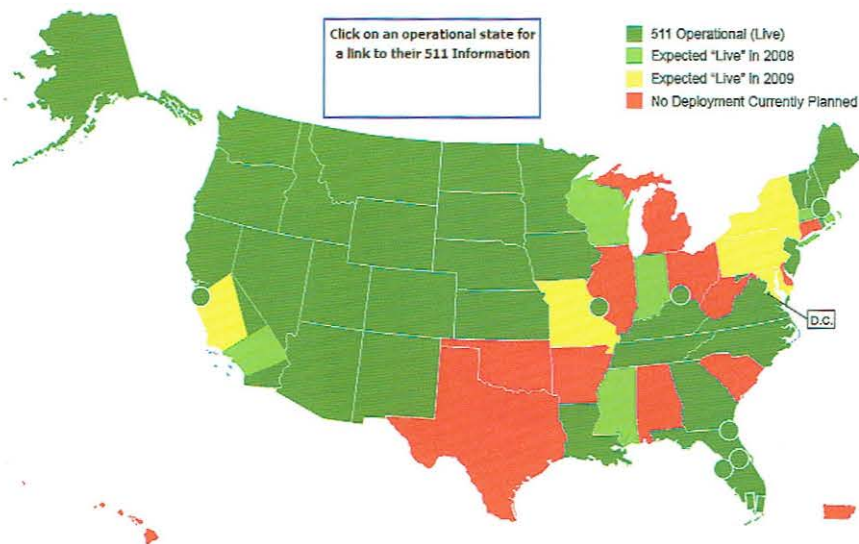 Click on an operational state for
a link to their 511 Information
511 Operational (Live)
Expected "Live" In 2008
Expected "Live" In 2009
No Deployment Currently Planned
D.C.